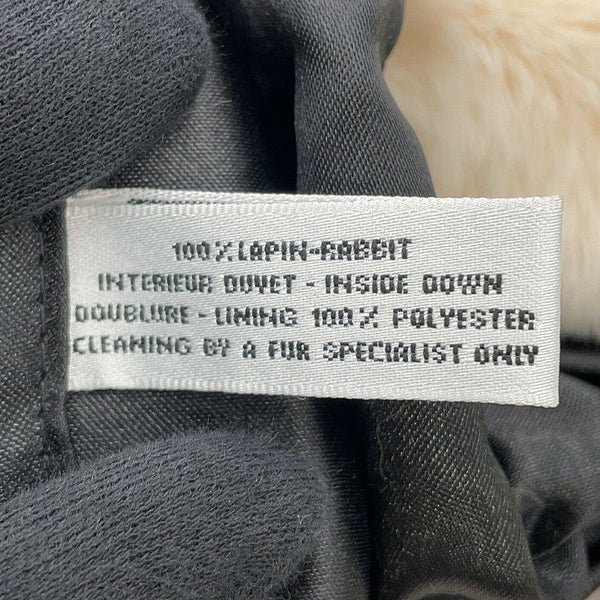 100% LAPIN-RABBIT
INTERIEUR DUVET - INSIDE DOWN
DOUBLURE - LINING 100% POLYESTER
CLEANING BY A FUR SPECIALIST ONLY